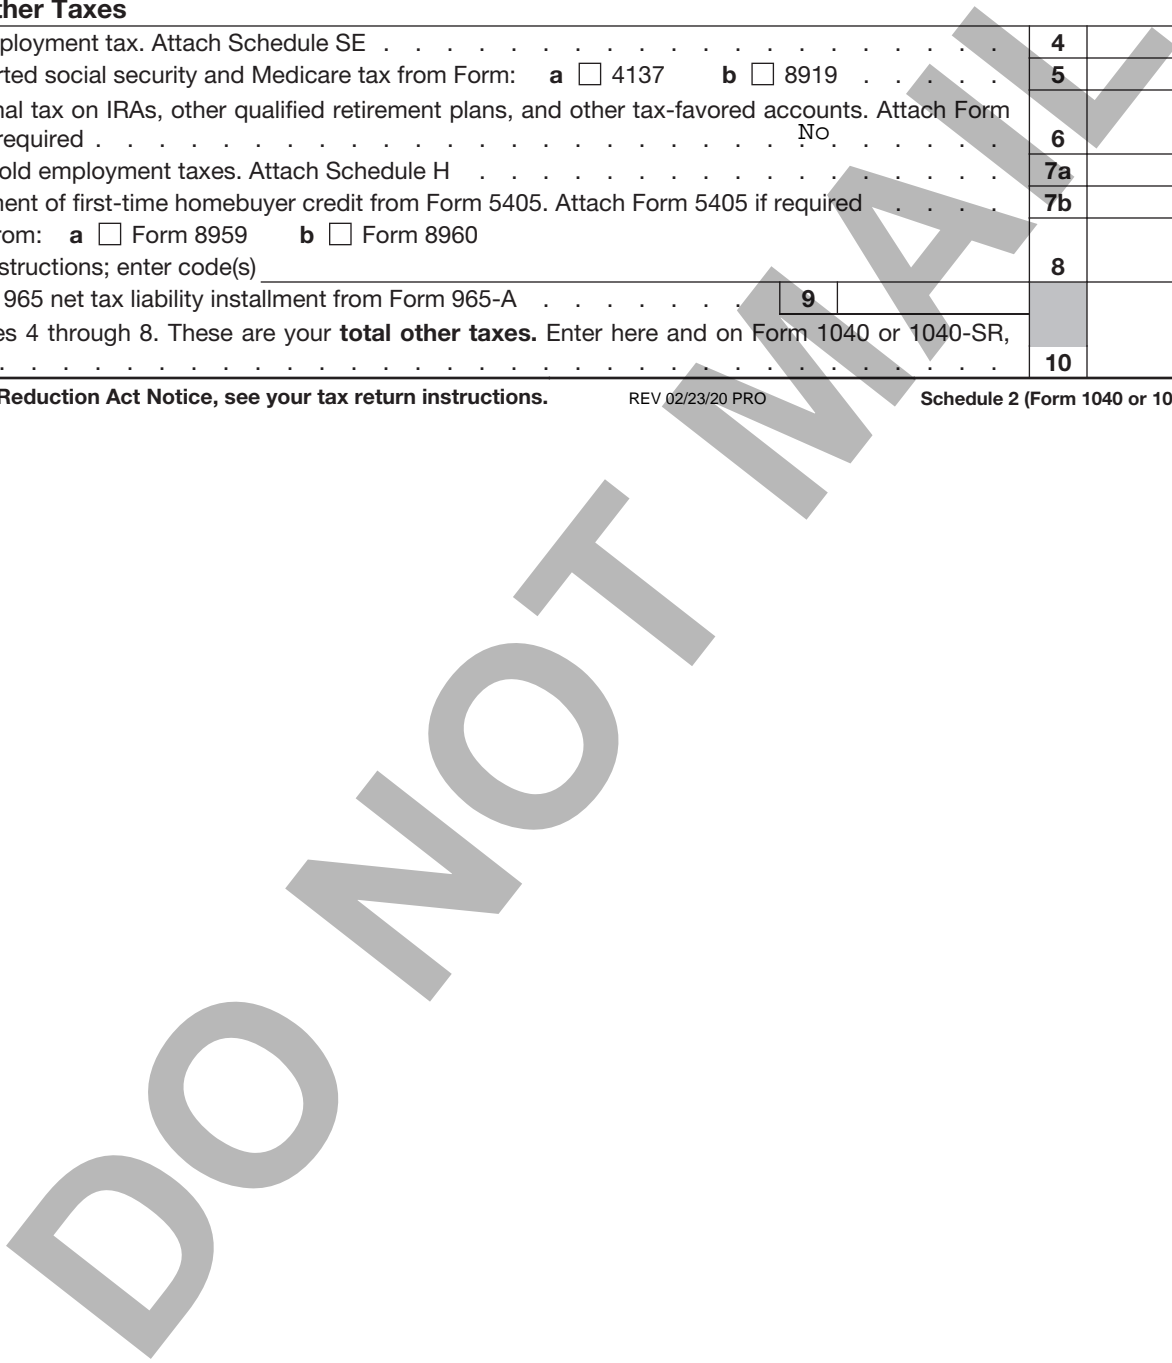 ther Taxes
ployment tax. Attach Schedule SE . . . . . . . . . . . . . . . . . . . . 4
rted social security and Medicare tax from Form: a 4137 b 8919 . . . . . 5
nal tax on IRAs, other qualified retirement plans, and other tax-favored accounts. Attach Form
required . . . . . . . . . . . . . . . . . . . . . . . . . . . . . No 6
old employment taxes. Attach Schedule H . . . . . . . . . . . . . . . . . 7a
ent of first-time homebuyer credit from Form 5405. Attach Form 5405 if required . . . . 7b
rom: a Form 8959 b Form 8960
structions; enter code(s) 8
965 net tax liability installment from Form 965-A . . . . . . . 9
es 4 through 8. These are your total other taxes. Enter here and on Form 1040 or 1040-SR,
. . . . . . . . . . . . . . . . . . . . . . . . . . . . . . . . 10
Reduction Act Notice, see your tax return instructions. REV 02/23/20 PRO Schedule 2 (Form 1040 or 10
DO NOT MAIL